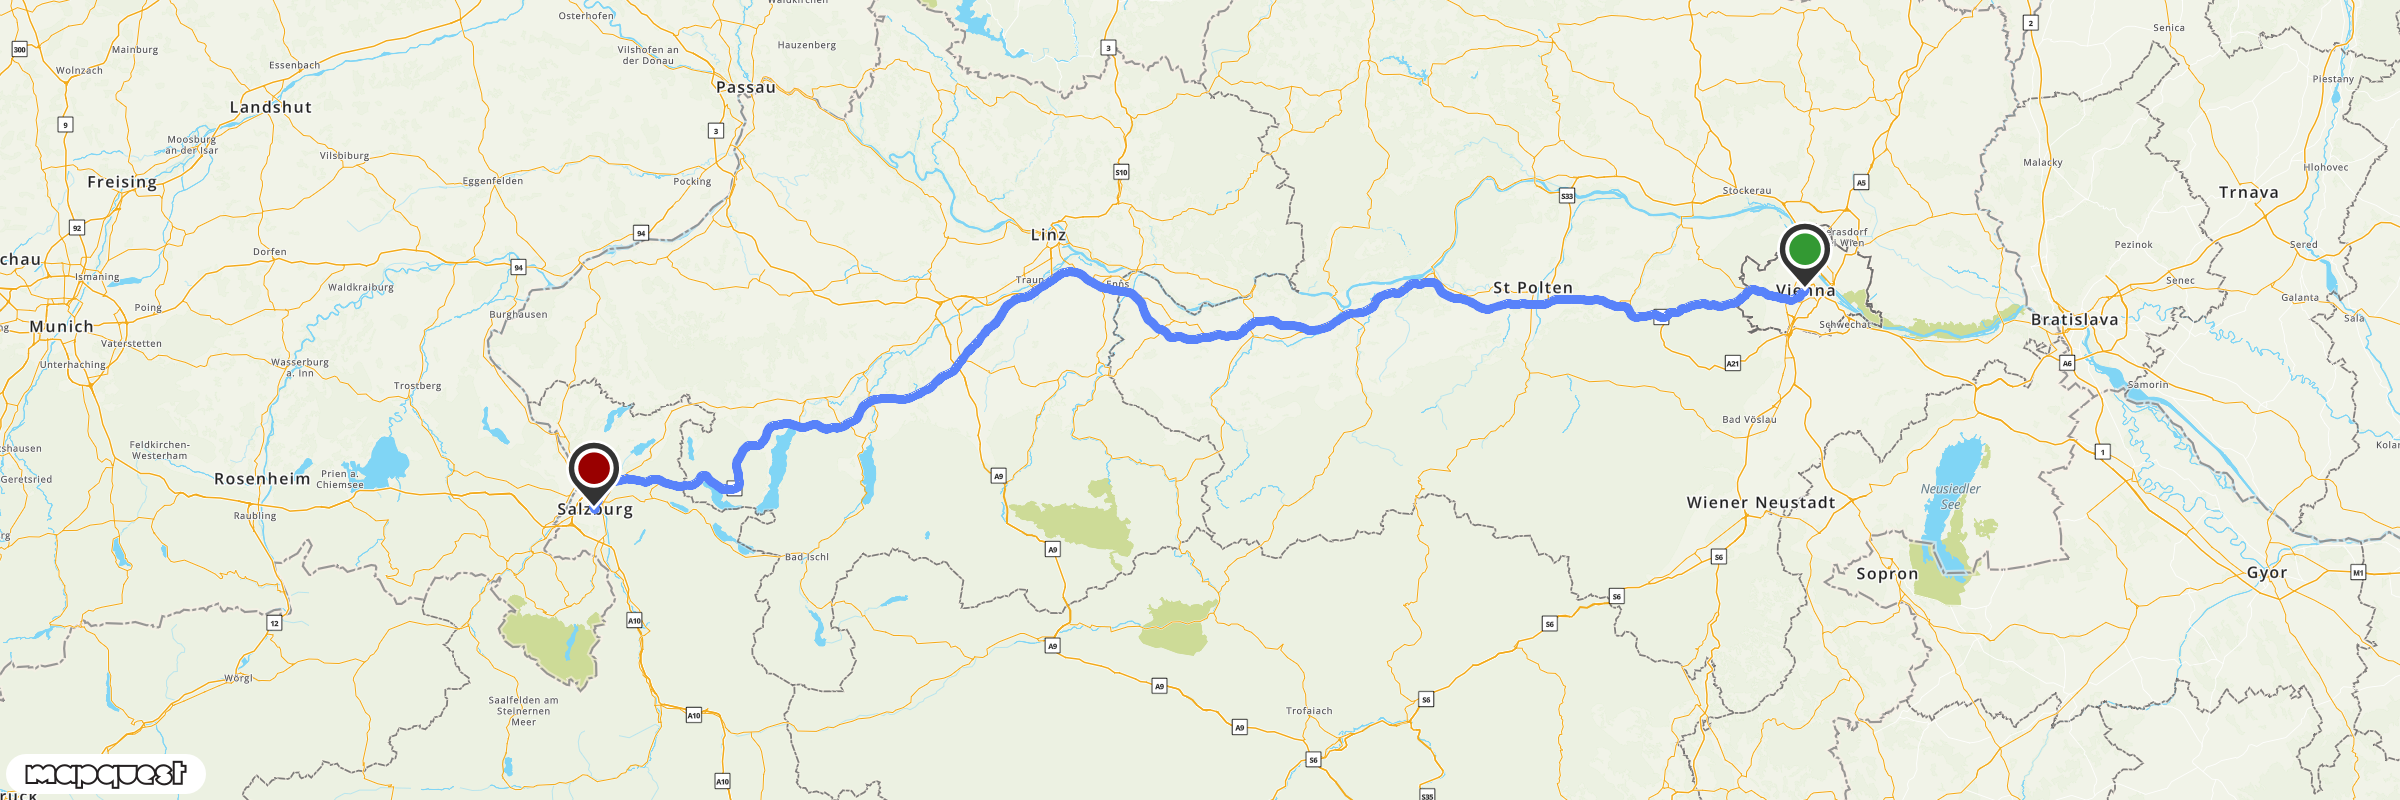 Osterhofen
Waldkirchen
300
Mainburg
Vilshofen an
der Donau
Hauzenberg
3
2
Senica
Wolnzach
Essenbach
Passau
Piestany
Landshut
9
3
Moosburg
an der Isar
Vilsbiburg
Malacky
Hlohovec
Freising
Eggenfelden
Pocking
S10
S33
Stockerau
A5
Trnava
92
94
Linz
erasdorf
i Wien
Pezinok
Sered
chau
Dorfen
94
Ismaning
Waldkraiburg
Traun
Enns
St Polten
Vienna
Senec
Galanta
Poing
Burghausen
Munich
Schwechat
Bratislava
Sala
Vaterstetten
Unterhaching
Wasserburg
a. Inn
A21
A6
Trostberg
Samorin
Bad Vöslau
shausen
Feldkirchen-
Westerham
1
Kolar
Geretsried
Rosenheim
Prien a.
Chiemsee
A9
Neusiedler
See
Wiener Neustadt
Raubling
Salzburg
A9
Bad Ischl
S6
Sopron
Gyor
M1
12
A10
A9
S6
S6
Wörgl
A9
Saalfelden am
Steinernen
Meer
A10
Trofaiach
S6
A9
S6
mapquest
A10
S35
ruck